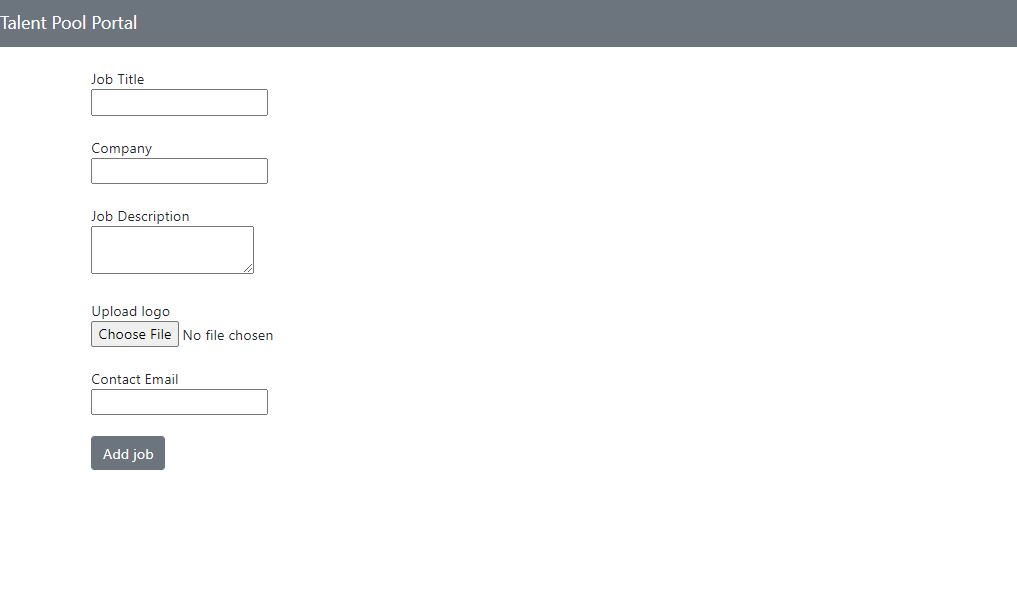 Talent Pool Portal
Job Title
Company
Job Description
Upload logo
Choose File No file chosen
Contact Email
Add job